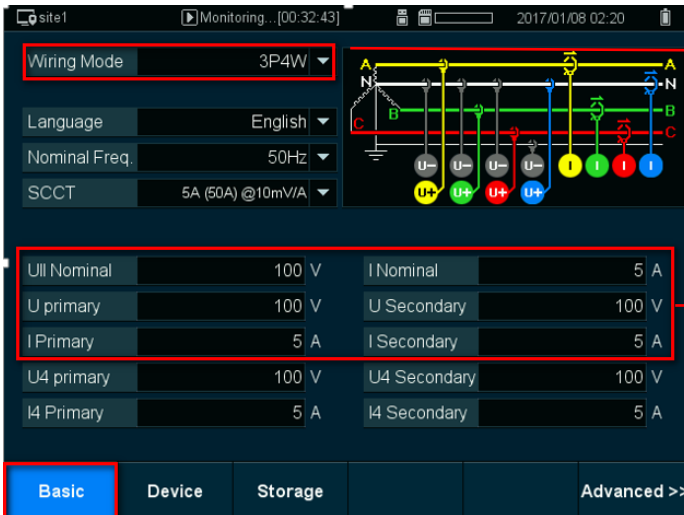 site1 Monitoring...[00:32:43] 2017/01/08 02:20
Wiring Mode 3P4W
Language English
Nominal Freq. 50Hz
SCCT 5A (50A) @10mV/A
A A
N N
B B
C C
U- U- U- U- I I I I
U+ U+ U+ U+
Ull Nominal 100 V I Nominal 5 A
U primary 100 V U Secondary 100 V
I Primary 5 A I Secondary 5 A
U4 primary 100 V U4 Secondary 100 V
I4 Primary 5 A I4 Secondary 5 A
Basic Device Storage Advanced >>